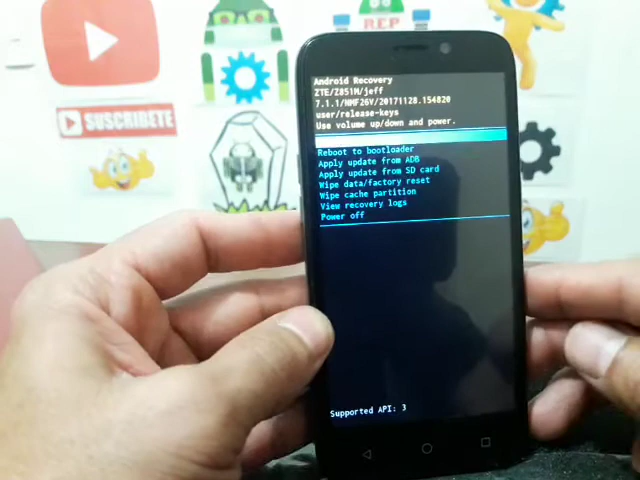 REP
SUSCRIBETE
Android Recovery
ZTE/Z851M/jeff
7.1.1/NMF26V/20171128.154820
user/release-keys
Use volume up/down and power.
Reboot to bootloader
Apply update from ADB
Apply update from SD card
Wipe data/factory reset
Wipe cache partition
View recovery logs
Power off
Supported API: 3